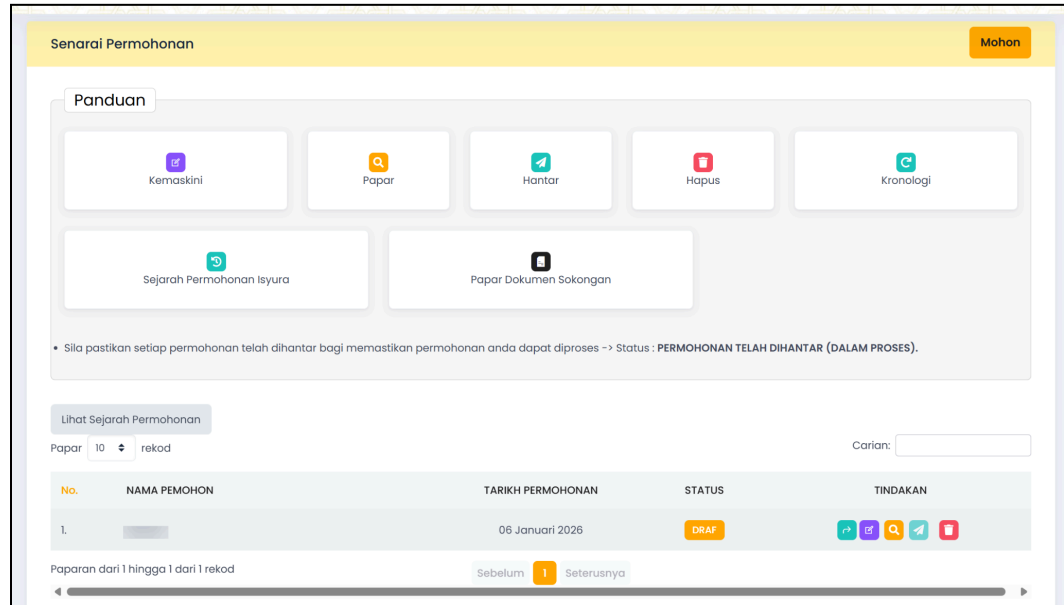 Senarai Permohonan
Mohon
Panduan
Kemaskini
Papar
Hantar
Hapus
Kronologi
Sejarah Permohonan Isyura
Papar Dokumen Sokongan
• Sila pastikan setiap permohonan telah dihantar bagi memastikan permohonan anda dapat diproses -> Status : PERMOHONAN TELAH DIHANTAR (DALAM PROSES).
Lihat Sejarah Permohonan
Papar 10 rekod
Carian:
No. NAMA PEMOHON TARIKH PERMOHONAN STATUS TINDAKAN
1. 06 Januari 2026 DRAF
Paparan dari 1 hingga 1 dari 1 rekod
Sebelum 1 Seterusnya